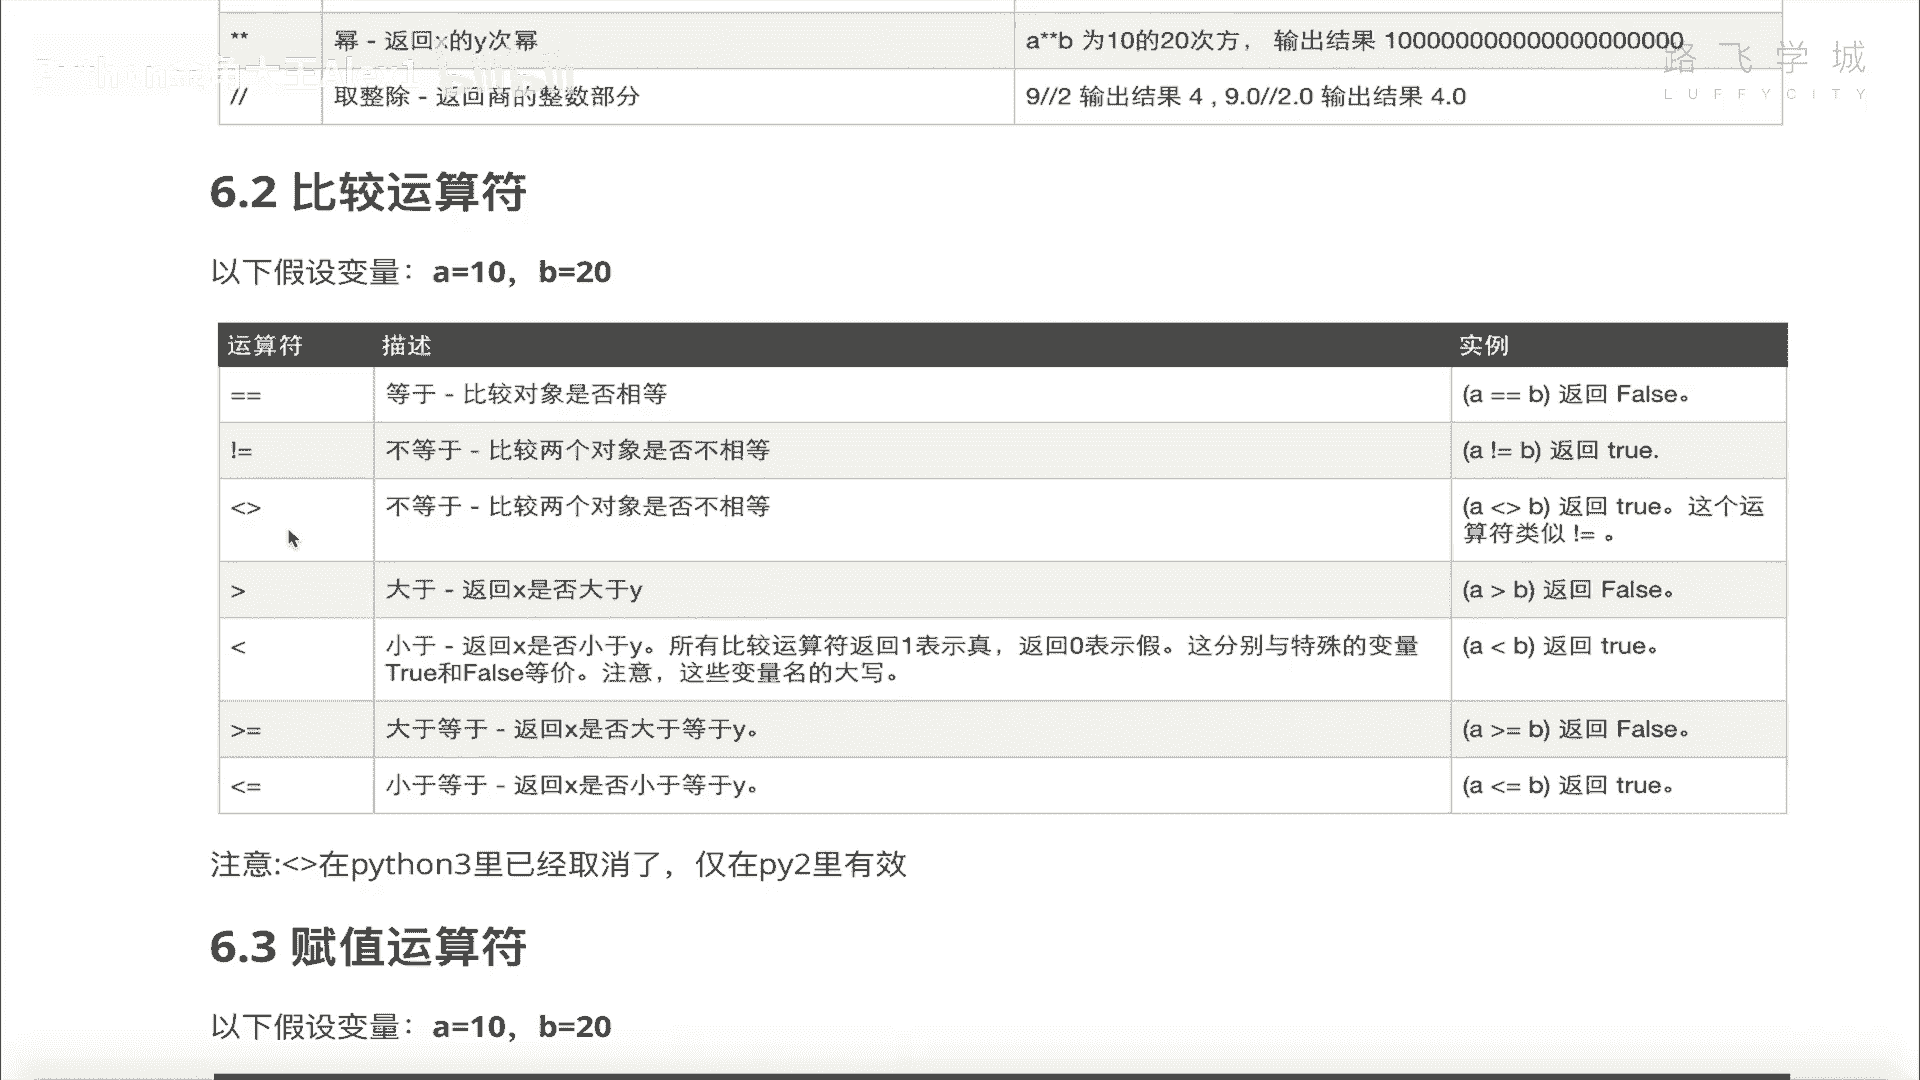 ** 幂 - 返回x的y次幂 a**b 为10的20次方， 输出结果 100000000000000000000
路飞学城
LUFFYCITY
// 取整除 - 返回商的整数部分 9//2 输出结果 4 , 9.0//2.0 输出结果 4.0
6.2 比较运算符
以下假设变量：a=10，b=20
运算符 描述 实例
== 等于 - 比较对象是否相等 (a == b) 返回 False。
!= 不等于 - 比较两个对象是否不相等 (a != b) 返回 true.
<> 不等于 - 比较两个对象是否不相等 (a <> b) 返回 true。这个运
算符类似 != 。
> 大于 - 返回x是否大于y (a > b) 返回 False。
< 小于 - 返回x是否小于y。所有比较运算符返回1表示真，返回0表示假。这分别与特殊的变量 (a < b) 返回 true。
True和False等价。注意，这些变量名的大写。
>= 大于等于 - 返回x是否大于等于y。 (a >= b) 返回 False。
<= 小于等于 - 返回x是否小于等于y。 (a <= b) 返回 true。
注意:<>在python3里已经取消了，仅在py2里有效
6.3 赋值运算符
以下假设变量：a=10，b=20